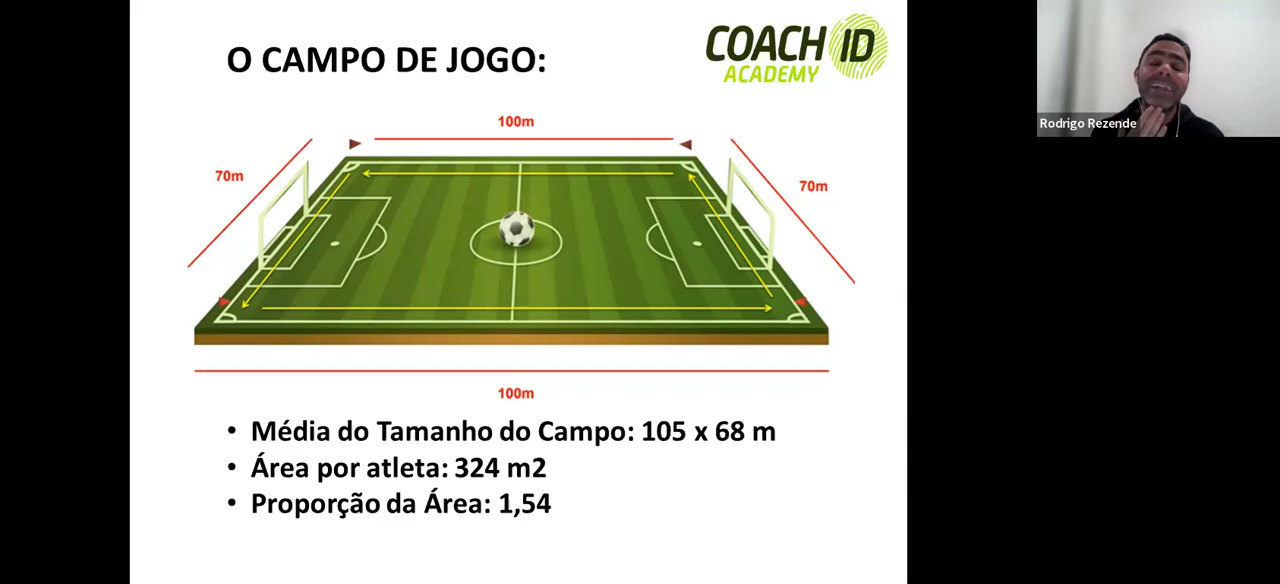 O CAMPO DE JOGO:
COACH ID
ACADEMY
Rodrigo Rezende
100m
70m
70m
100m
• Média do Tamanho do Campo: 105 x 68 m
• Área por atleta: 324 m2
• Proporção da Área: 1,54